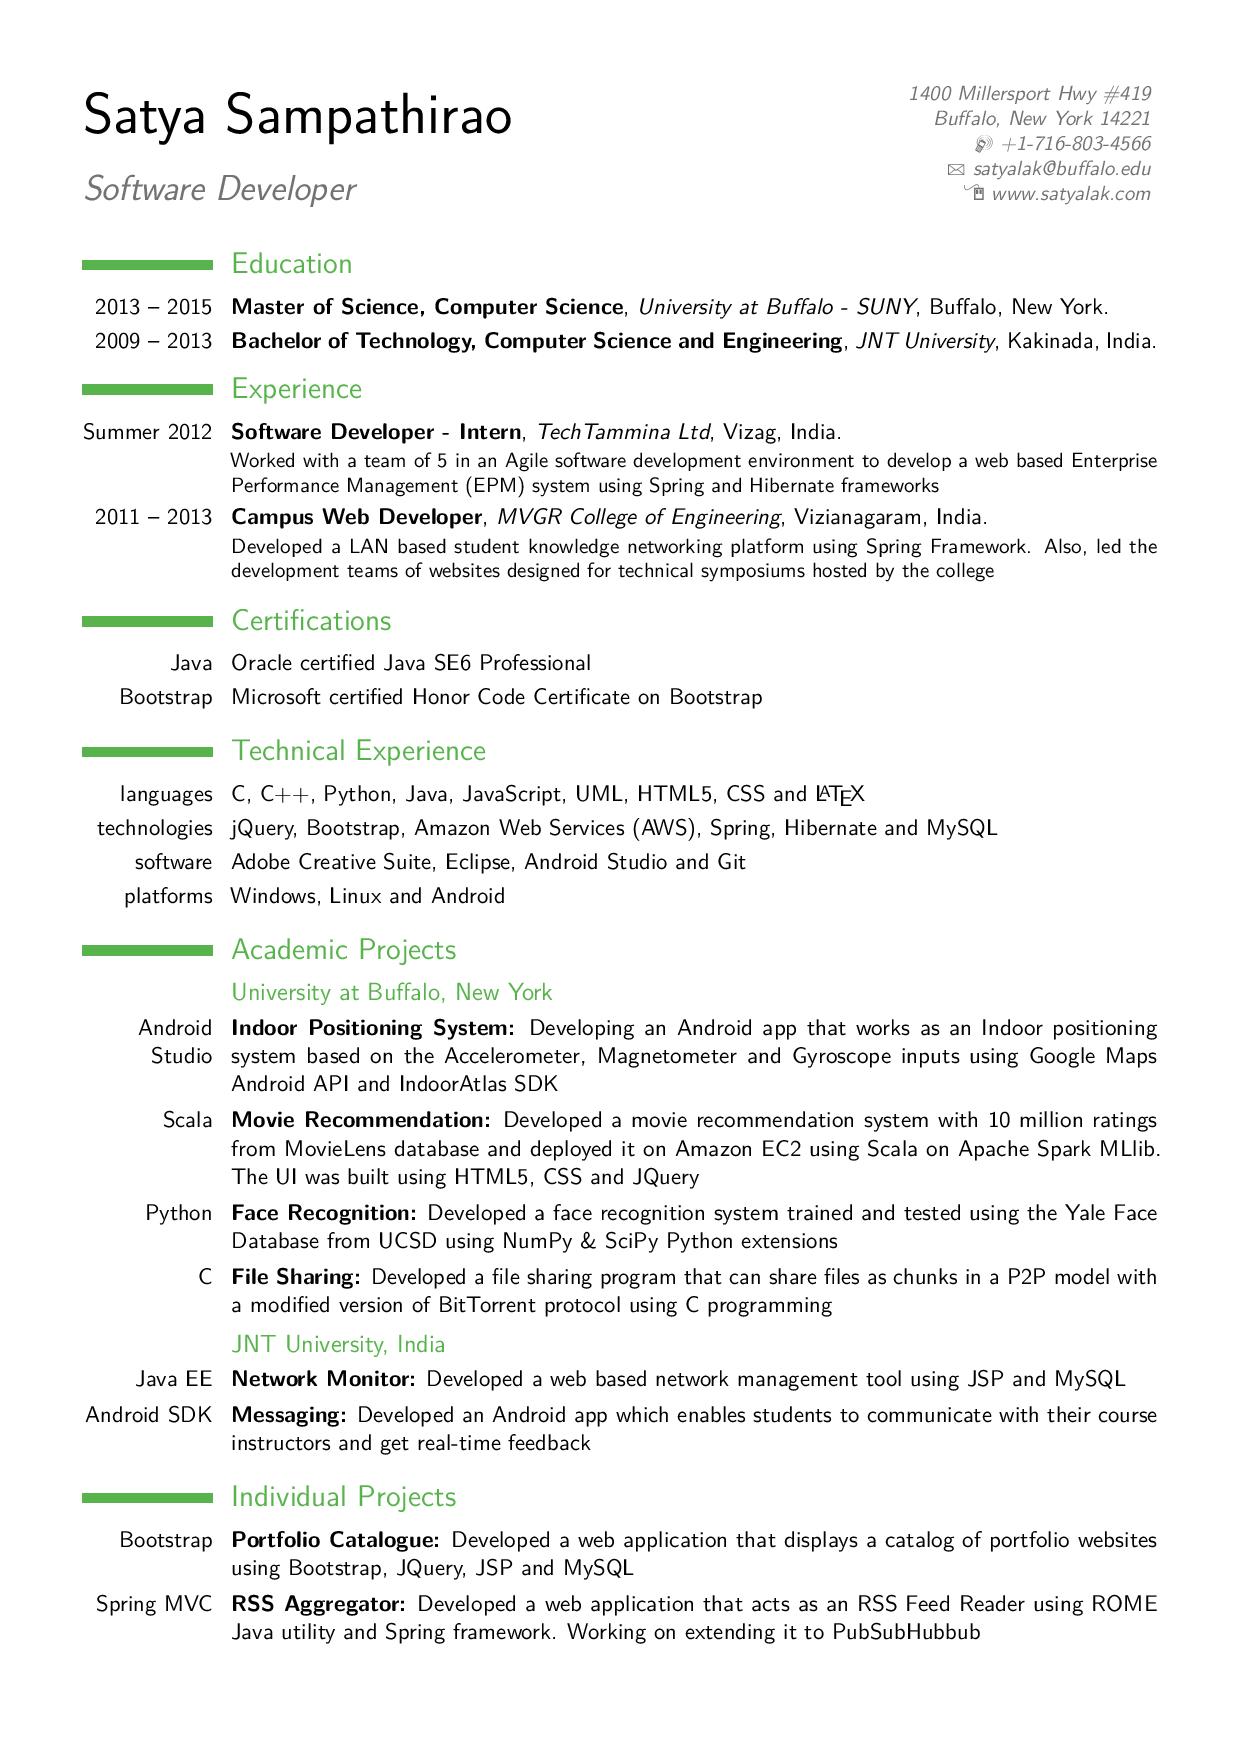 Satya Sampathirao
Software Developer
1400 Millersport Hwy #419
Buffalo, New York 14221
+1-716-803-4566
satyalak@buffalo.edu
www.satyalak.com
Education
2013 – 2015 Master of Science, Computer Science, University at Buffalo - SUNY, Buffalo, New York.
2009 – 2013 Bachelor of Technology, Computer Science and Engineering, JNT University, Kakinada, India.
Experience
Summer 2012 Software Developer - Intern, TechTammina Ltd, Vizag, India.
Worked with a team of 5 in an Agile software development environment to develop a web based Enterprise
Performance Management (EPM) system using Spring and Hibernate frameworks
2011 – 2013 Campus Web Developer, MVGR College of Engineering, Vizianagaram, India.
Developed a LAN based student knowledge networking platform using Spring Framework. Also, led the
development teams of websites designed for technical symposiums hosted by the college
Certifications
Java Oracle certified Java SE6 Professional
Bootstrap Microsoft certified Honor Code Certificate on Bootstrap
Technical Experience
languages C, C++, Python, Java, JavaScript, UML, HTML5, CSS and LATEX
technologies jQuery, Bootstrap, Amazon Web Services (AWS), Spring, Hibernate and MySQL
software Adobe Creative Suite, Eclipse, Android Studio and Git
platforms Windows, Linux and Android
Academic Projects
University at Buffalo, New York
Android Indoor Positioning System: Developing an Android app that works as an Indoor positioning
Studio system based on the Accelerometer, Magnetometer and Gyroscope inputs using Google Maps
Android API and IndoorAtlas SDK
Scala Movie Recommendation: Developed a movie recommendation system with 10 million ratings
from MovieLens database and deployed it on Amazon EC2 using Scala on Apache Spark MLlib.
The UI was built using HTML5, CSS and JQuery
Python Face Recognition: Developed a face recognition system trained and tested using the Yale Face
Database from UCSD using NumPy & SciPy Python extensions
C File Sharing: Developed a file sharing program that can share files as chunks in a P2P model with
a modified version of BitTorrent protocol using C programming
JNT University, India
Java EE Network Monitor: Developed a web based network management tool using JSP and MySQL
Android SDK Messaging: Developed an Android app which enables students to communicate with their course
instructors and get real-time feedback
Individual Projects
Bootstrap Portfolio Catalogue: Developed a web application that displays a catalog of portfolio websites
using Bootstrap, JQuery, JSP and MySQL
Spring MVC RSS Aggregator: Developed a web application that acts as an RSS Feed Reader using ROME
Java utility and Spring framework. Working on extending it to PubSubHubbub